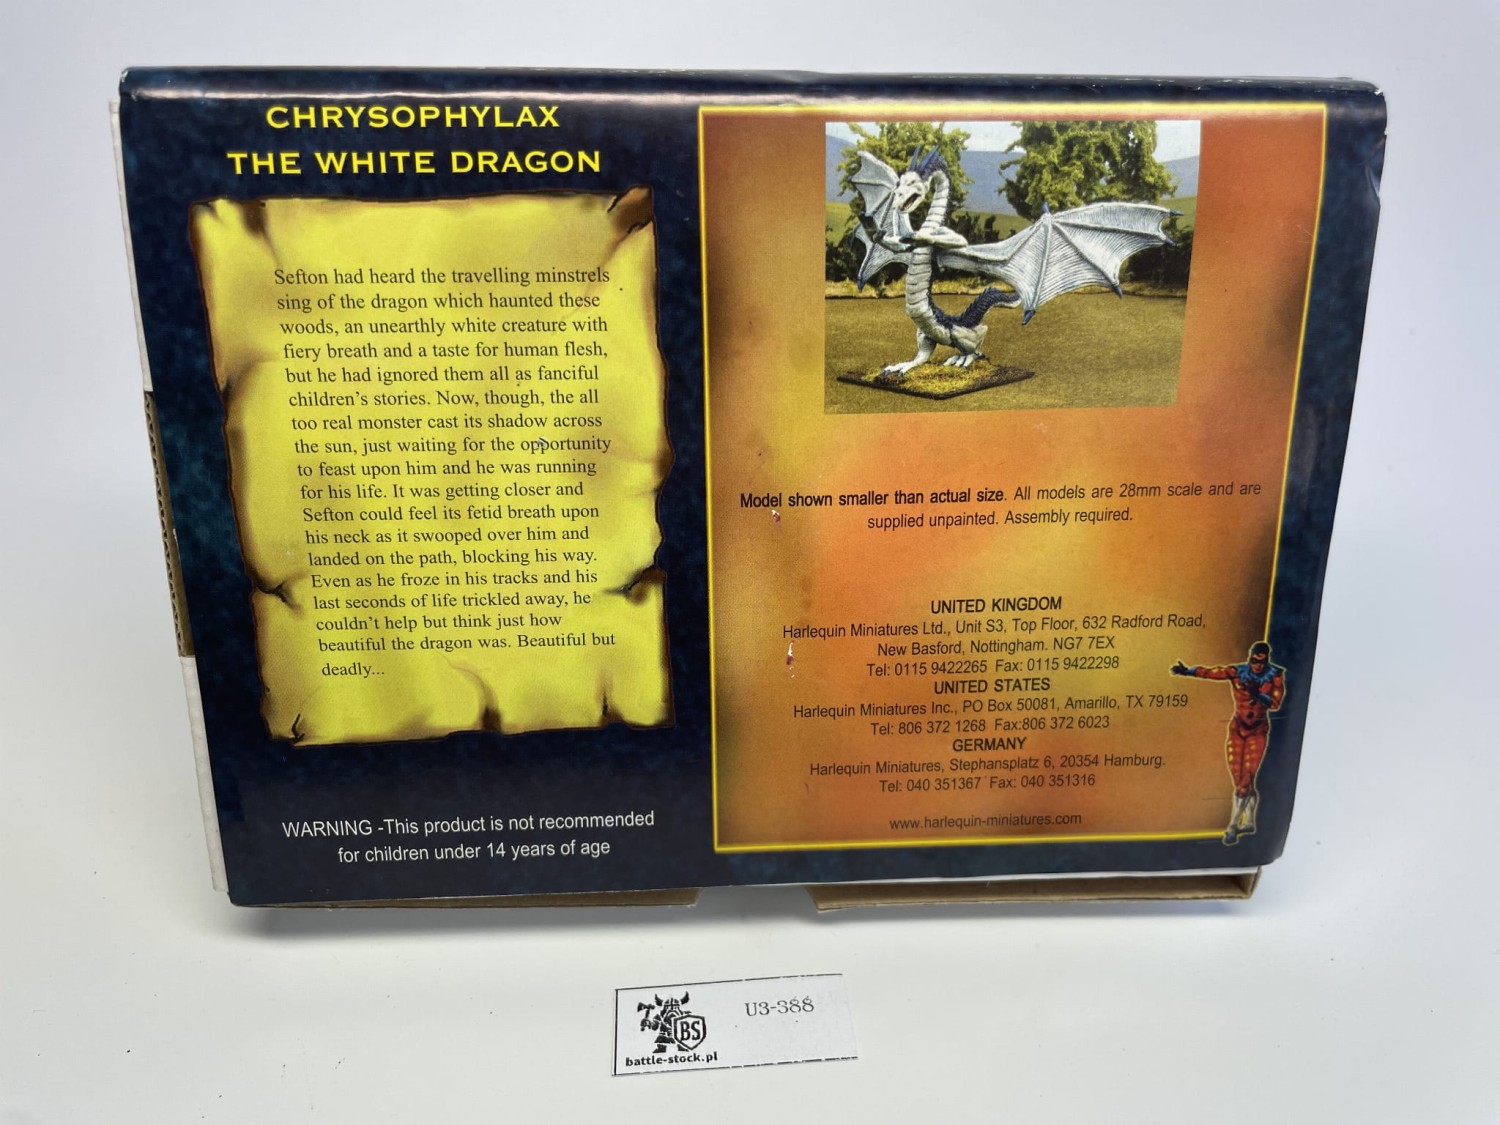 CHRYSOPHYLAX
THE WHITE DRAGON
Sefton had heard the travelling minstrels
sing of the dragon which haunted these
woods, an unearthly white creature with
fiery breath and a taste for human flesh,
but he had ignored them all as fanciful
children's stories. Now, though, the all
too real monster cast its shadow across
the sun, just waiting for the opportunity
to feast upon him and he was running
for his life. It was getting closer and
Sefton could feel its fetid breath upon
his neck as it swooped over him and
landed on the path, blocking his way.
Even as he froze in his tracks and his
last seconds of life trickled away, he
couldn't help but think just how
beautiful the dragon was. Beautiful but
deadly...
WARNING -This product is not recommended
for children under 14 years of age
Model shown smaller than actual size. All models are 28mm scale and are
supplied unpainted. Assembly required.
UNITED KINGDOM
Harlequin Miniatures Ltd., Unit S3, Top Floor, 632 Radford Road,
New Basford, Nottingham. NG7 7EX
Tel: 0115 9422265 Fax: 0115 9422298
UNITED STATES
Harlequin Miniatures Inc., PO Box 50081, Amarillo, TX 79159
Tel: 806 372 1268 Fax:806 372 6023
GERMANY
Harlequin Miniatures, Stephansplatz 6, 20354 Hamburg.
Tel: 040 351367 Fax: 040 351316
www.harlequin-miniatures.com
U3-388
BS
battle-stock.pl